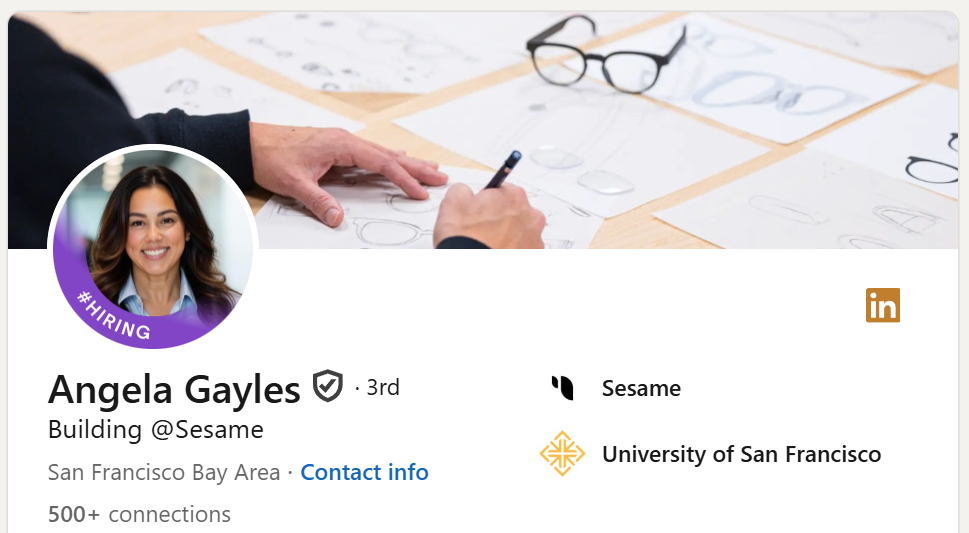 #HIRING
in
Angela Gayles · 3rd
Building @Sesame
San Francisco Bay Area · Contact info
500+ connections
Sesame
University of San Francisco